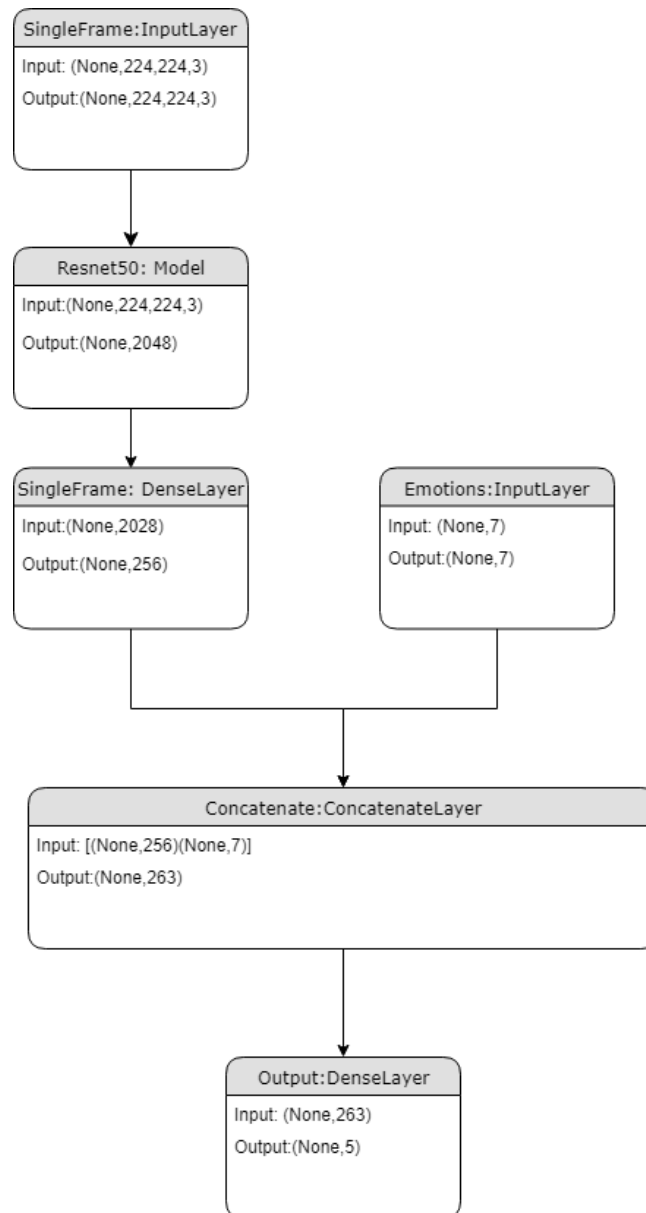 SingleFrame:InputLayer
Input: (None,224,224,3)
Output:(None,224,224,3)
Resnet50: Model
Input:(None,224,224,3)
Output:(None,2048)
SingleFrame: DenseLayer
Input:(None,2028)
Output:(None,256)
Emotions:InputLayer
Input: (None,7)
Output:(None,7)
Concatenate:ConcatenateLayer
Input: [(None,256)(None,7)]
Output:(None,263)
Output:DenseLayer
Input: (None,263)
Output:(None,5)